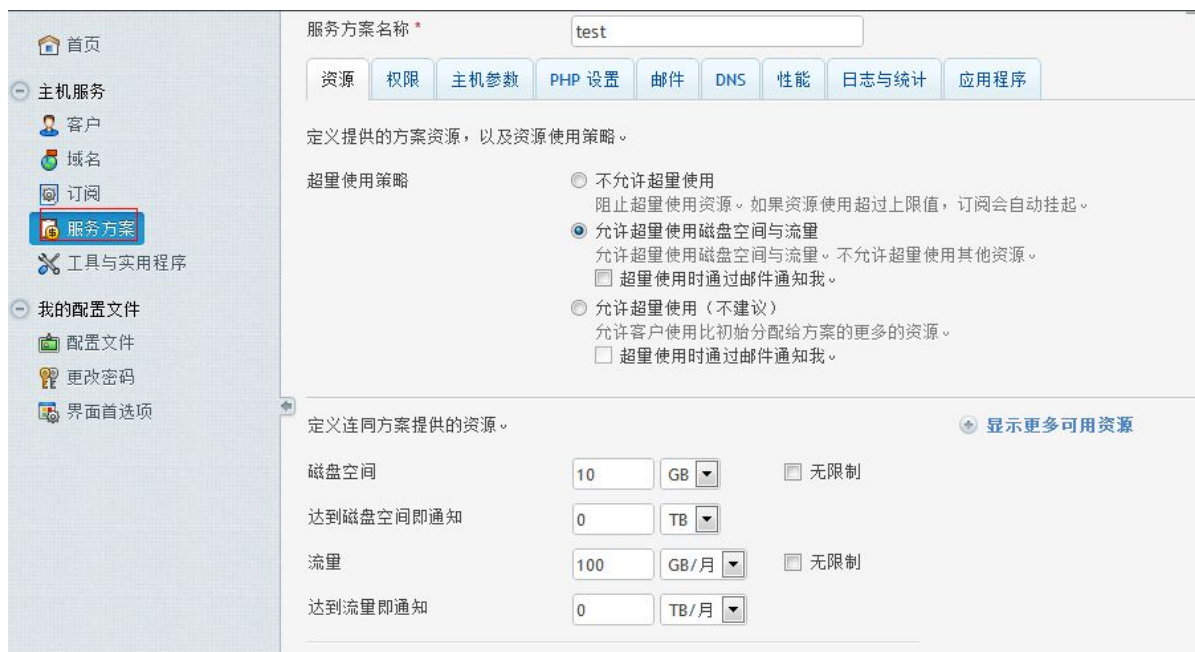 首页
主机服务
客户
域名
订阅
服务方案
工具与实用程序
我的配置文件
配置文件
更改密码
界面首选项
服务方案名称 * test
资源 权限 主机参数 PHP 设置 邮件 DNS 性能 日志与统计 应用程序
定义提供的方案资源，以及资源使用策略。
超量使用策略 不允许超量使用
阻止超量使用资源。如果资源使用超过上限值，订阅会自动挂起。
允许超量使用磁盘空间与流量
允许超量使用磁盘空间与流量。不允许超量使用其他资源。
超量使用时通过邮件通知我。
允许超量使用（不建议）
允许客户使用比初始分配给方案的更多的资源。
超量使用时通过邮件通知我。
定义连同方案提供的资源。 显示更多可用资源
磁盘空间 10 GB 无限制
达到磁盘空间即通知 0 TB
流量 100 GB/月 无限制
达到流量即通知 0 TB/月